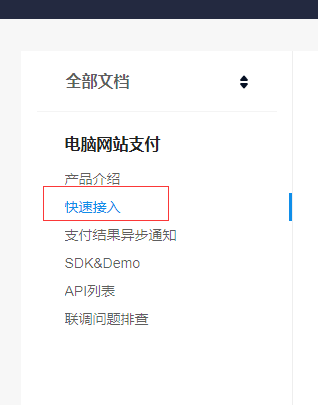 全部文档
电脑网站支付
产品介绍
快速接入
支付结果异步通知
SDK&Demo
API列表
联调问题排查